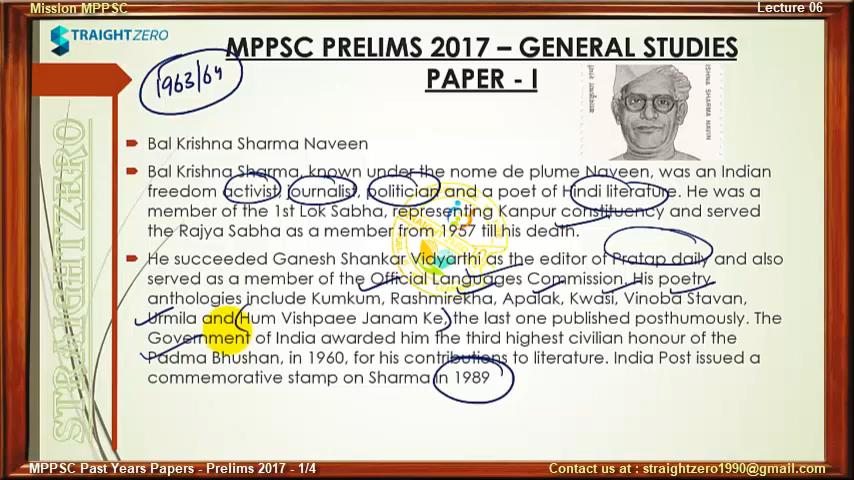 Mission MPPSC
Lecture 06
STRAIGHTZERO
MPPSC PRELIMS 2017 – GENERAL STUDIES
PAPER - I
1963/64
KRISHNA SHARMA NAVIN
Bal Krishna Sharma Naveen
Bal Krishna Sharma, known under the nome de plume Naveen, was an Indian
freedom activist, journalist, politician and a poet of Hindi literature. He was a
member of the 1st Lok Sabha, representing Kanpur constituency and served
the Rajya Sabha as a member from 1957 till his death.
He succeeded Ganesh Shankar Vidyarthi as the editor of Pratap daily and also
served as a member of the Official Languages Commission. His poetry
anthologies include Kumkum, Rashmirekha, Apalak, Kwasi, Vinoba Stavan,
Urmila and Hum Vishpaee Janam Ke, the last one published posthumously. The
Government of India awarded him the third highest civilian honour of the
Padma Bhushan, in 1960, for his contributions to literature. India Post issued a
commemorative stamp on Sharma in 1989
STRAIGHT ZERO
MPPSC Past Years Papers - Prelims 2017 - 1/4
Contact us at : straightzero1990@gmail.com